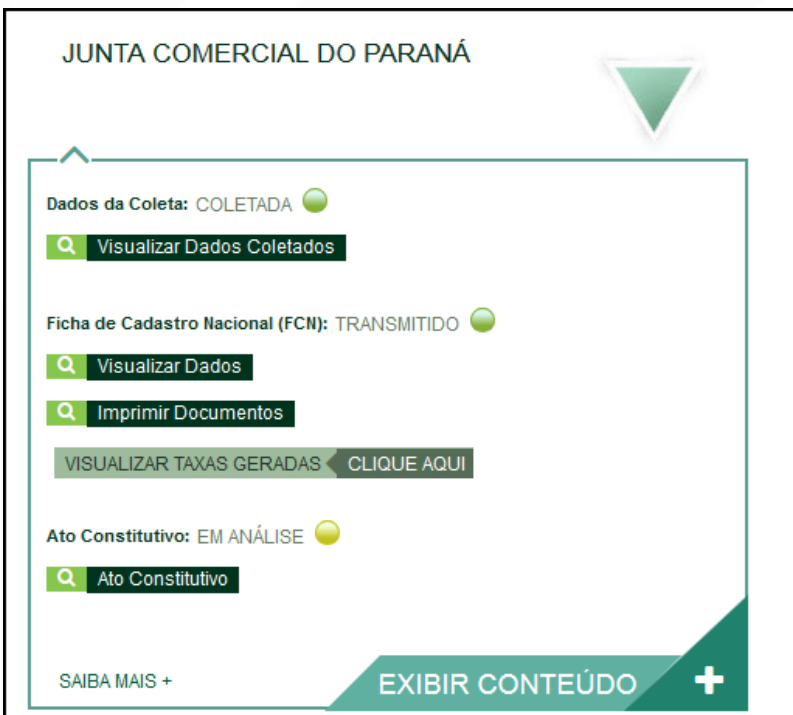 JUNTA COMERCIAL DO PARANÁ
Dados da Coleta: COLETADA
Visualizar Dados Coletados
Ficha de Cadastro Nacional (FCN): TRANSMITIDO
Visualizar Dados
Imprimir Documentos
VISUALIZAR TAXAS GERADAS CLIQUE AQUI
Ato Constitutivo: EM ANÁLISE
Ato Constitutivo
SAIBA MAIS + EXIBIR CONTEÚDO +